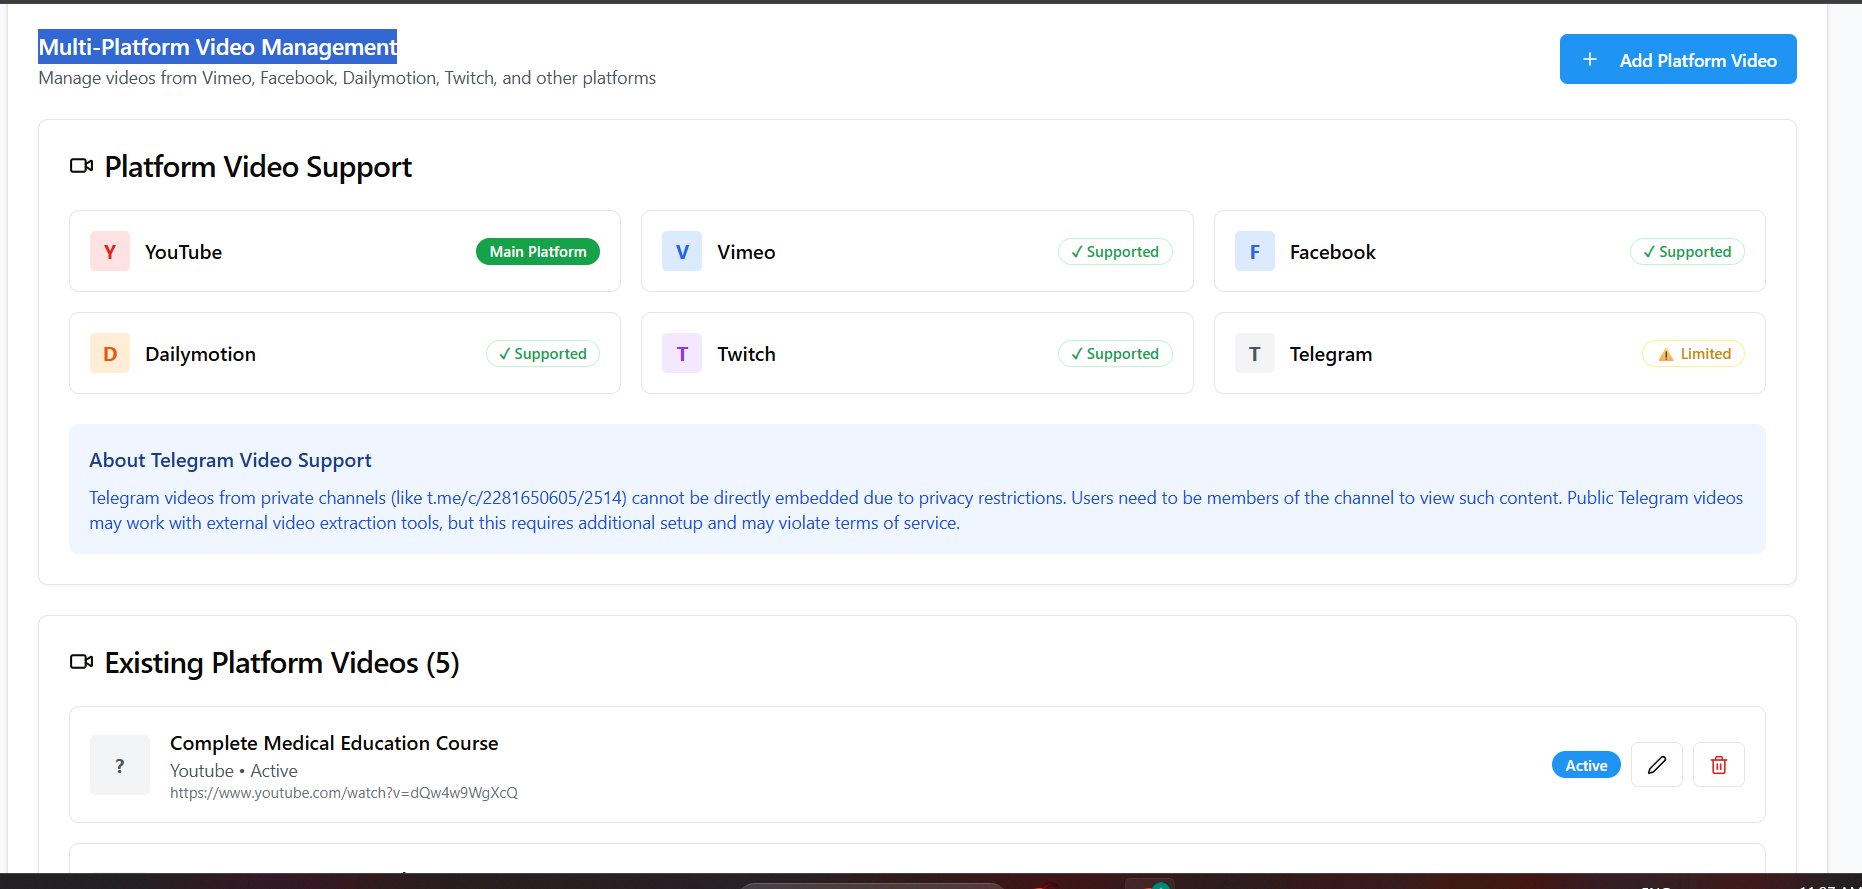 Multi-Platform Video Management
Manage videos from Vimeo, Facebook, Dailymotion, Twitch, and other platforms
+ Add Platform Video
Platform Video Support
Y YouTube Main Platform
V Vimeo ✓ Supported
F Facebook ✓ Supported
D Dailymotion ✓ Supported
T Twitch ✓ Supported
T Telegram ⚠ Limited
About Telegram Video Support
Telegram videos from private channels (like t.me/c/2281650605/2514) cannot be directly embedded due to privacy restrictions. Users need to be members of the channel to view such content. Public Telegram videos
may work with external video extraction tools, but this requires additional setup and may violate terms of service.
Existing Platform Videos (5)
?
Complete Medical Education Course
Youtube • Active
https://www.youtube.com/watch?v=dQw4w9WgXcQ
Active